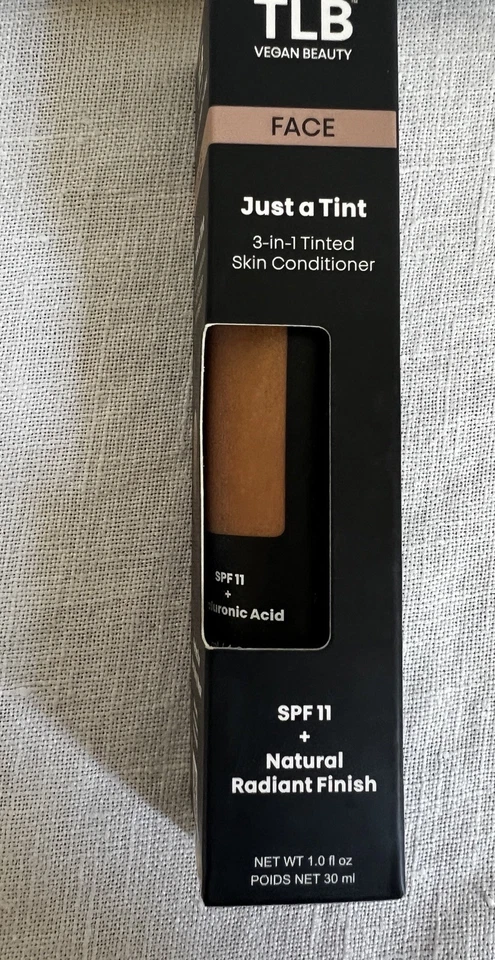 TLB
VEGAN BEAUTY
FACE
Just a Tint
3-in-1 Tinted
Skin Conditioner
SPF 11
+
Acid
SPF 11
+
Natural
Radiant Finish
NET WT 1.0 fl oz
POIDS NET 30 ml